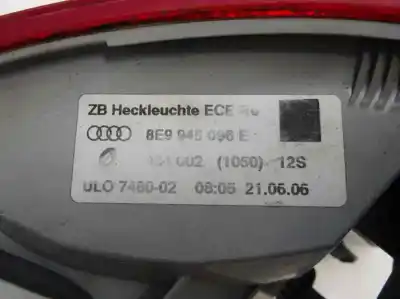 ZB Heckleuchte ECE
8E9 945 096 E
(1050)- 12S
ULO 7480-02 08:05 21.06.06